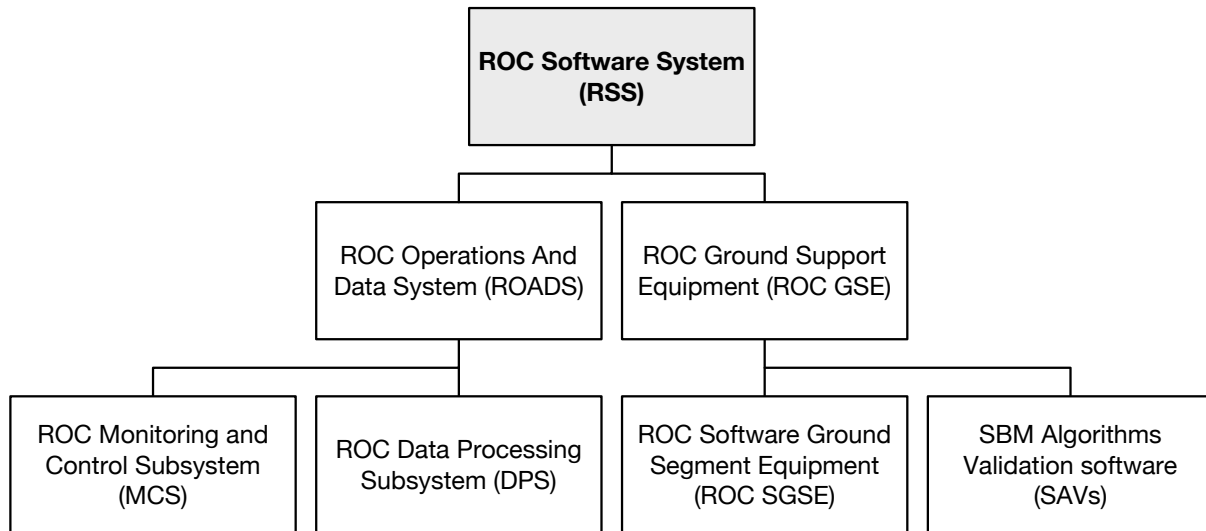 ROC Software System
(RSS)
ROC Operations And
Data System (ROADS)
ROC Ground Support
Equipment (ROC GSE)
ROC Monitoring and
Control Subsystem
(MCS)
ROC Data Processing
Subsystem (DPS)
ROC Software Ground
Segment Equipment
(ROC SGSE)
SBM Algorithms
Validation software
(SAVs)